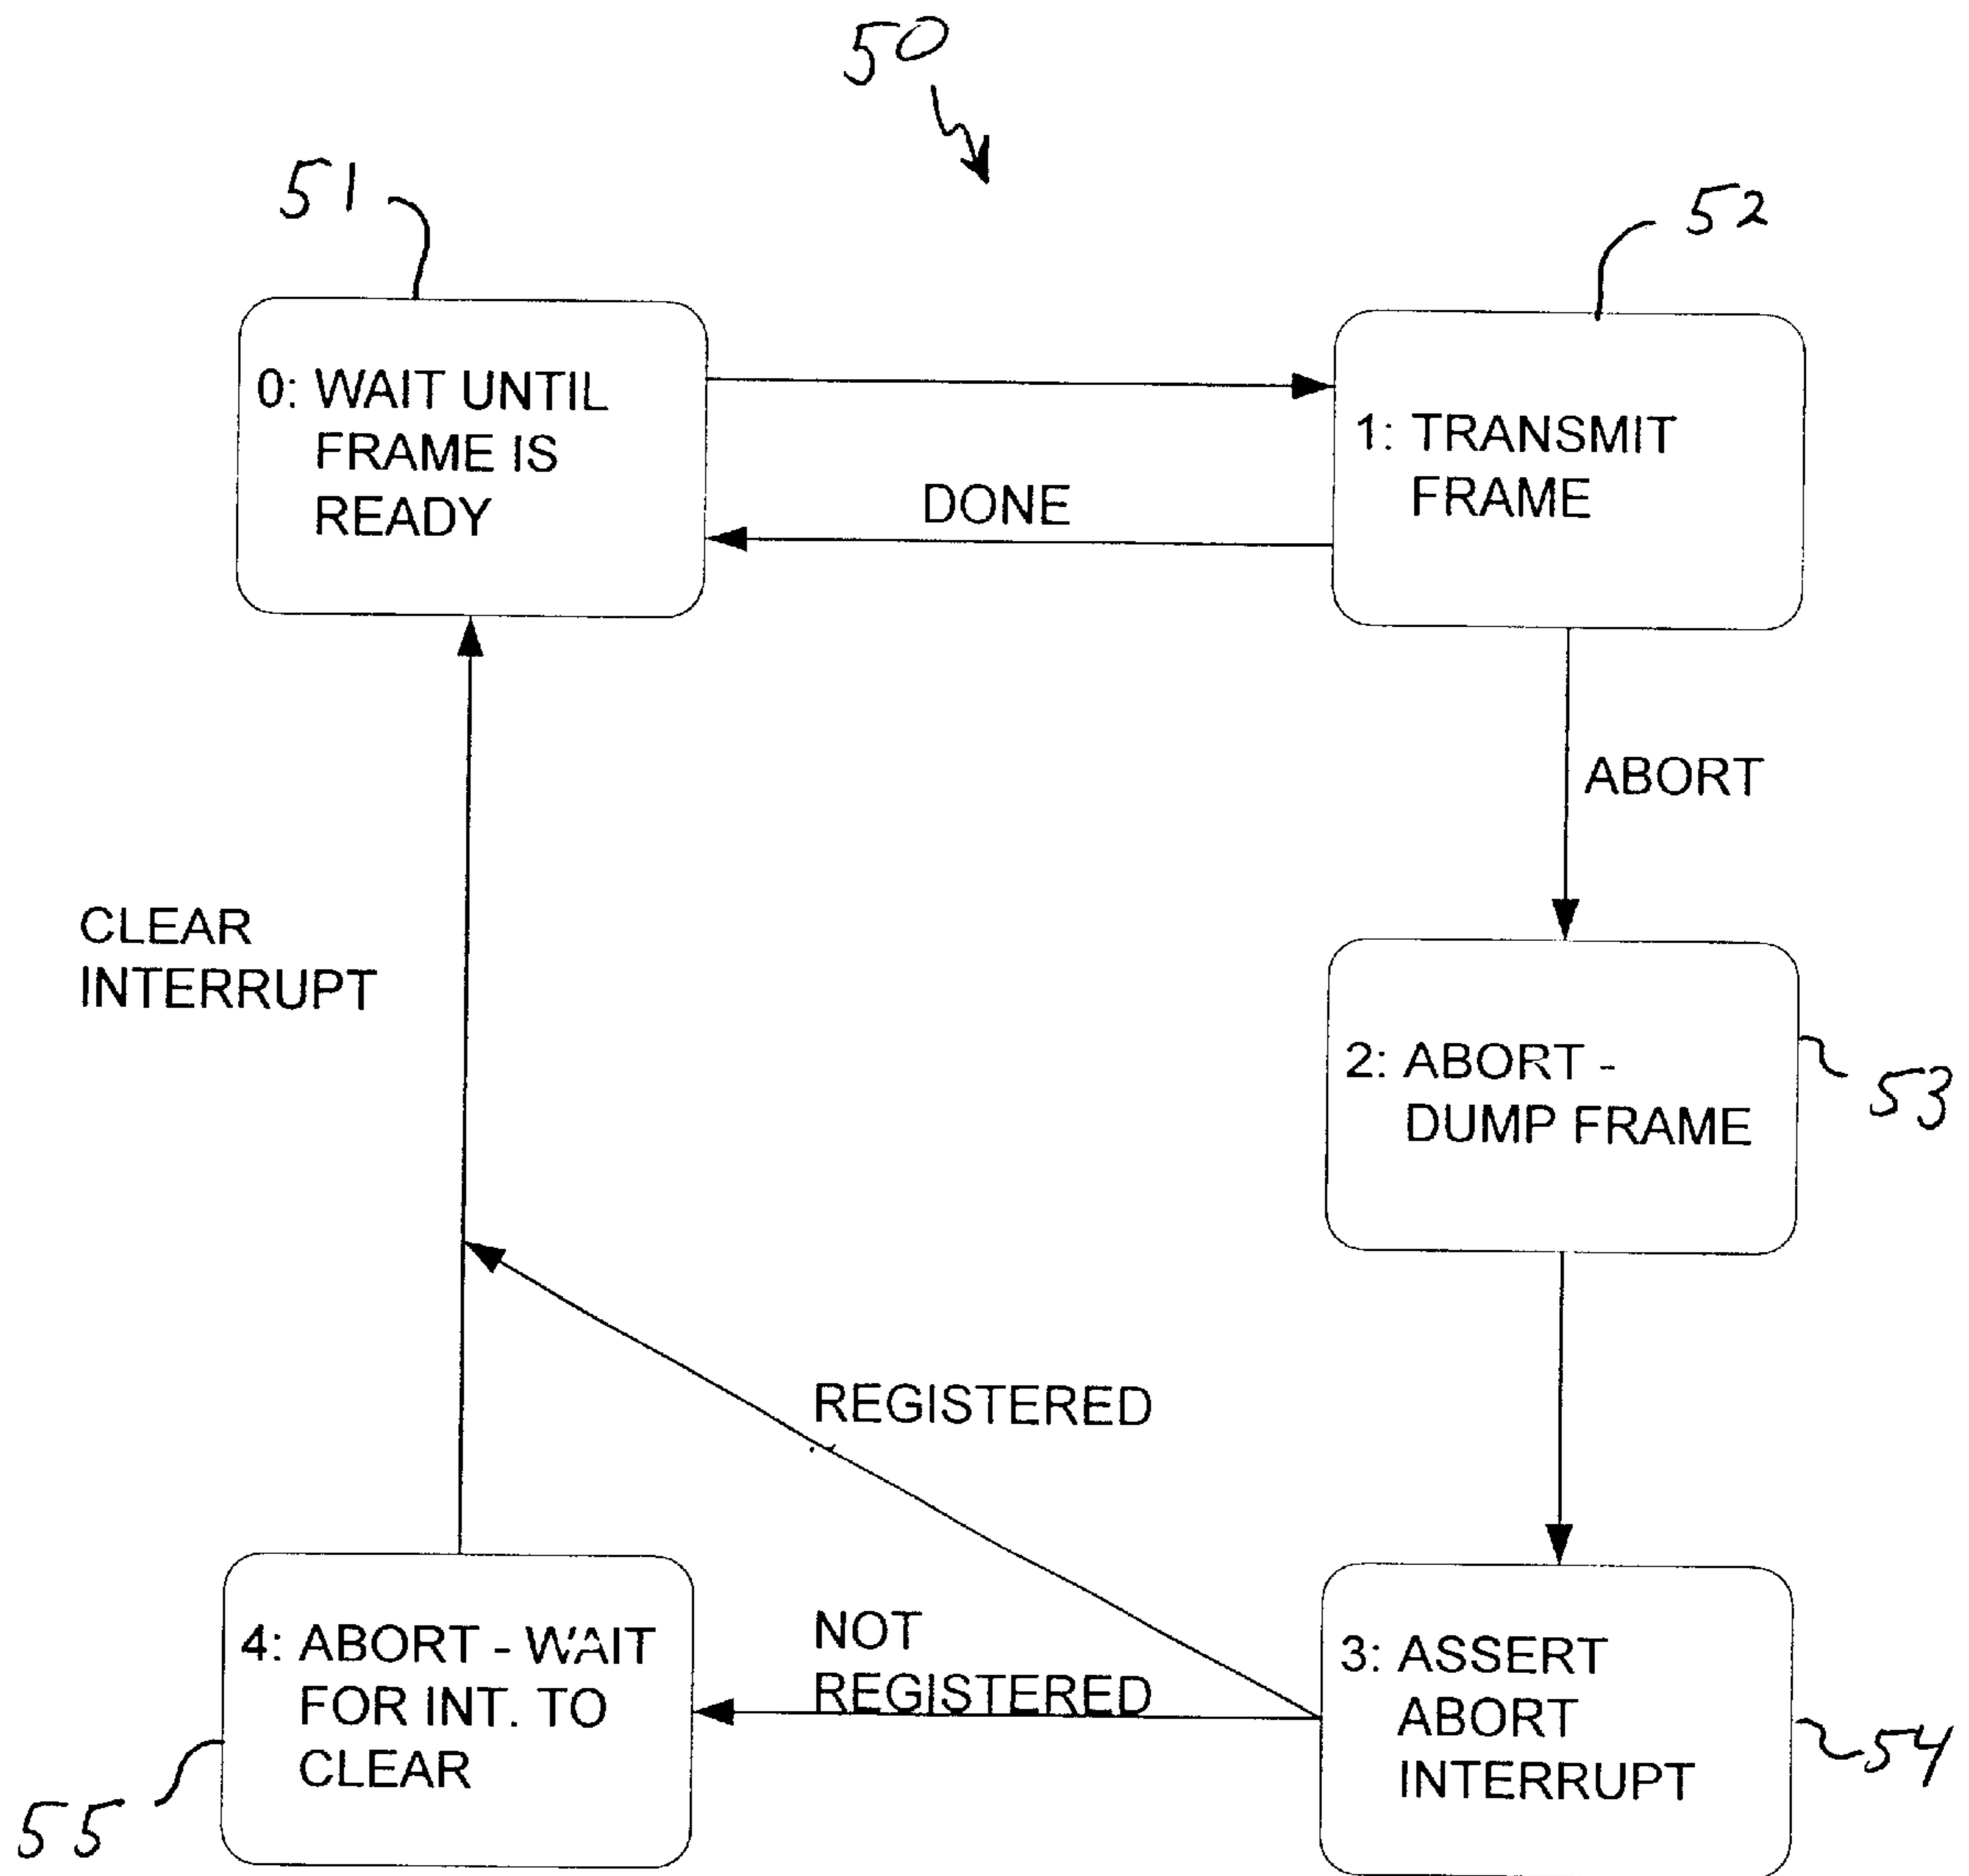 50
51
52
0: WAIT UNTIL
FRAME IS
READY
1: TRANSMIT
FRAME
DONE
ABORT
CLEAR
INTERRUPT
2: ABORT -
DUMP FRAME
53
REGISTERED
NOT
REGISTERED
4: ABORT - WAIT
FOR INT. TO
CLEAR
3: ASSERT
ABORT
INTERRUPT
54
55